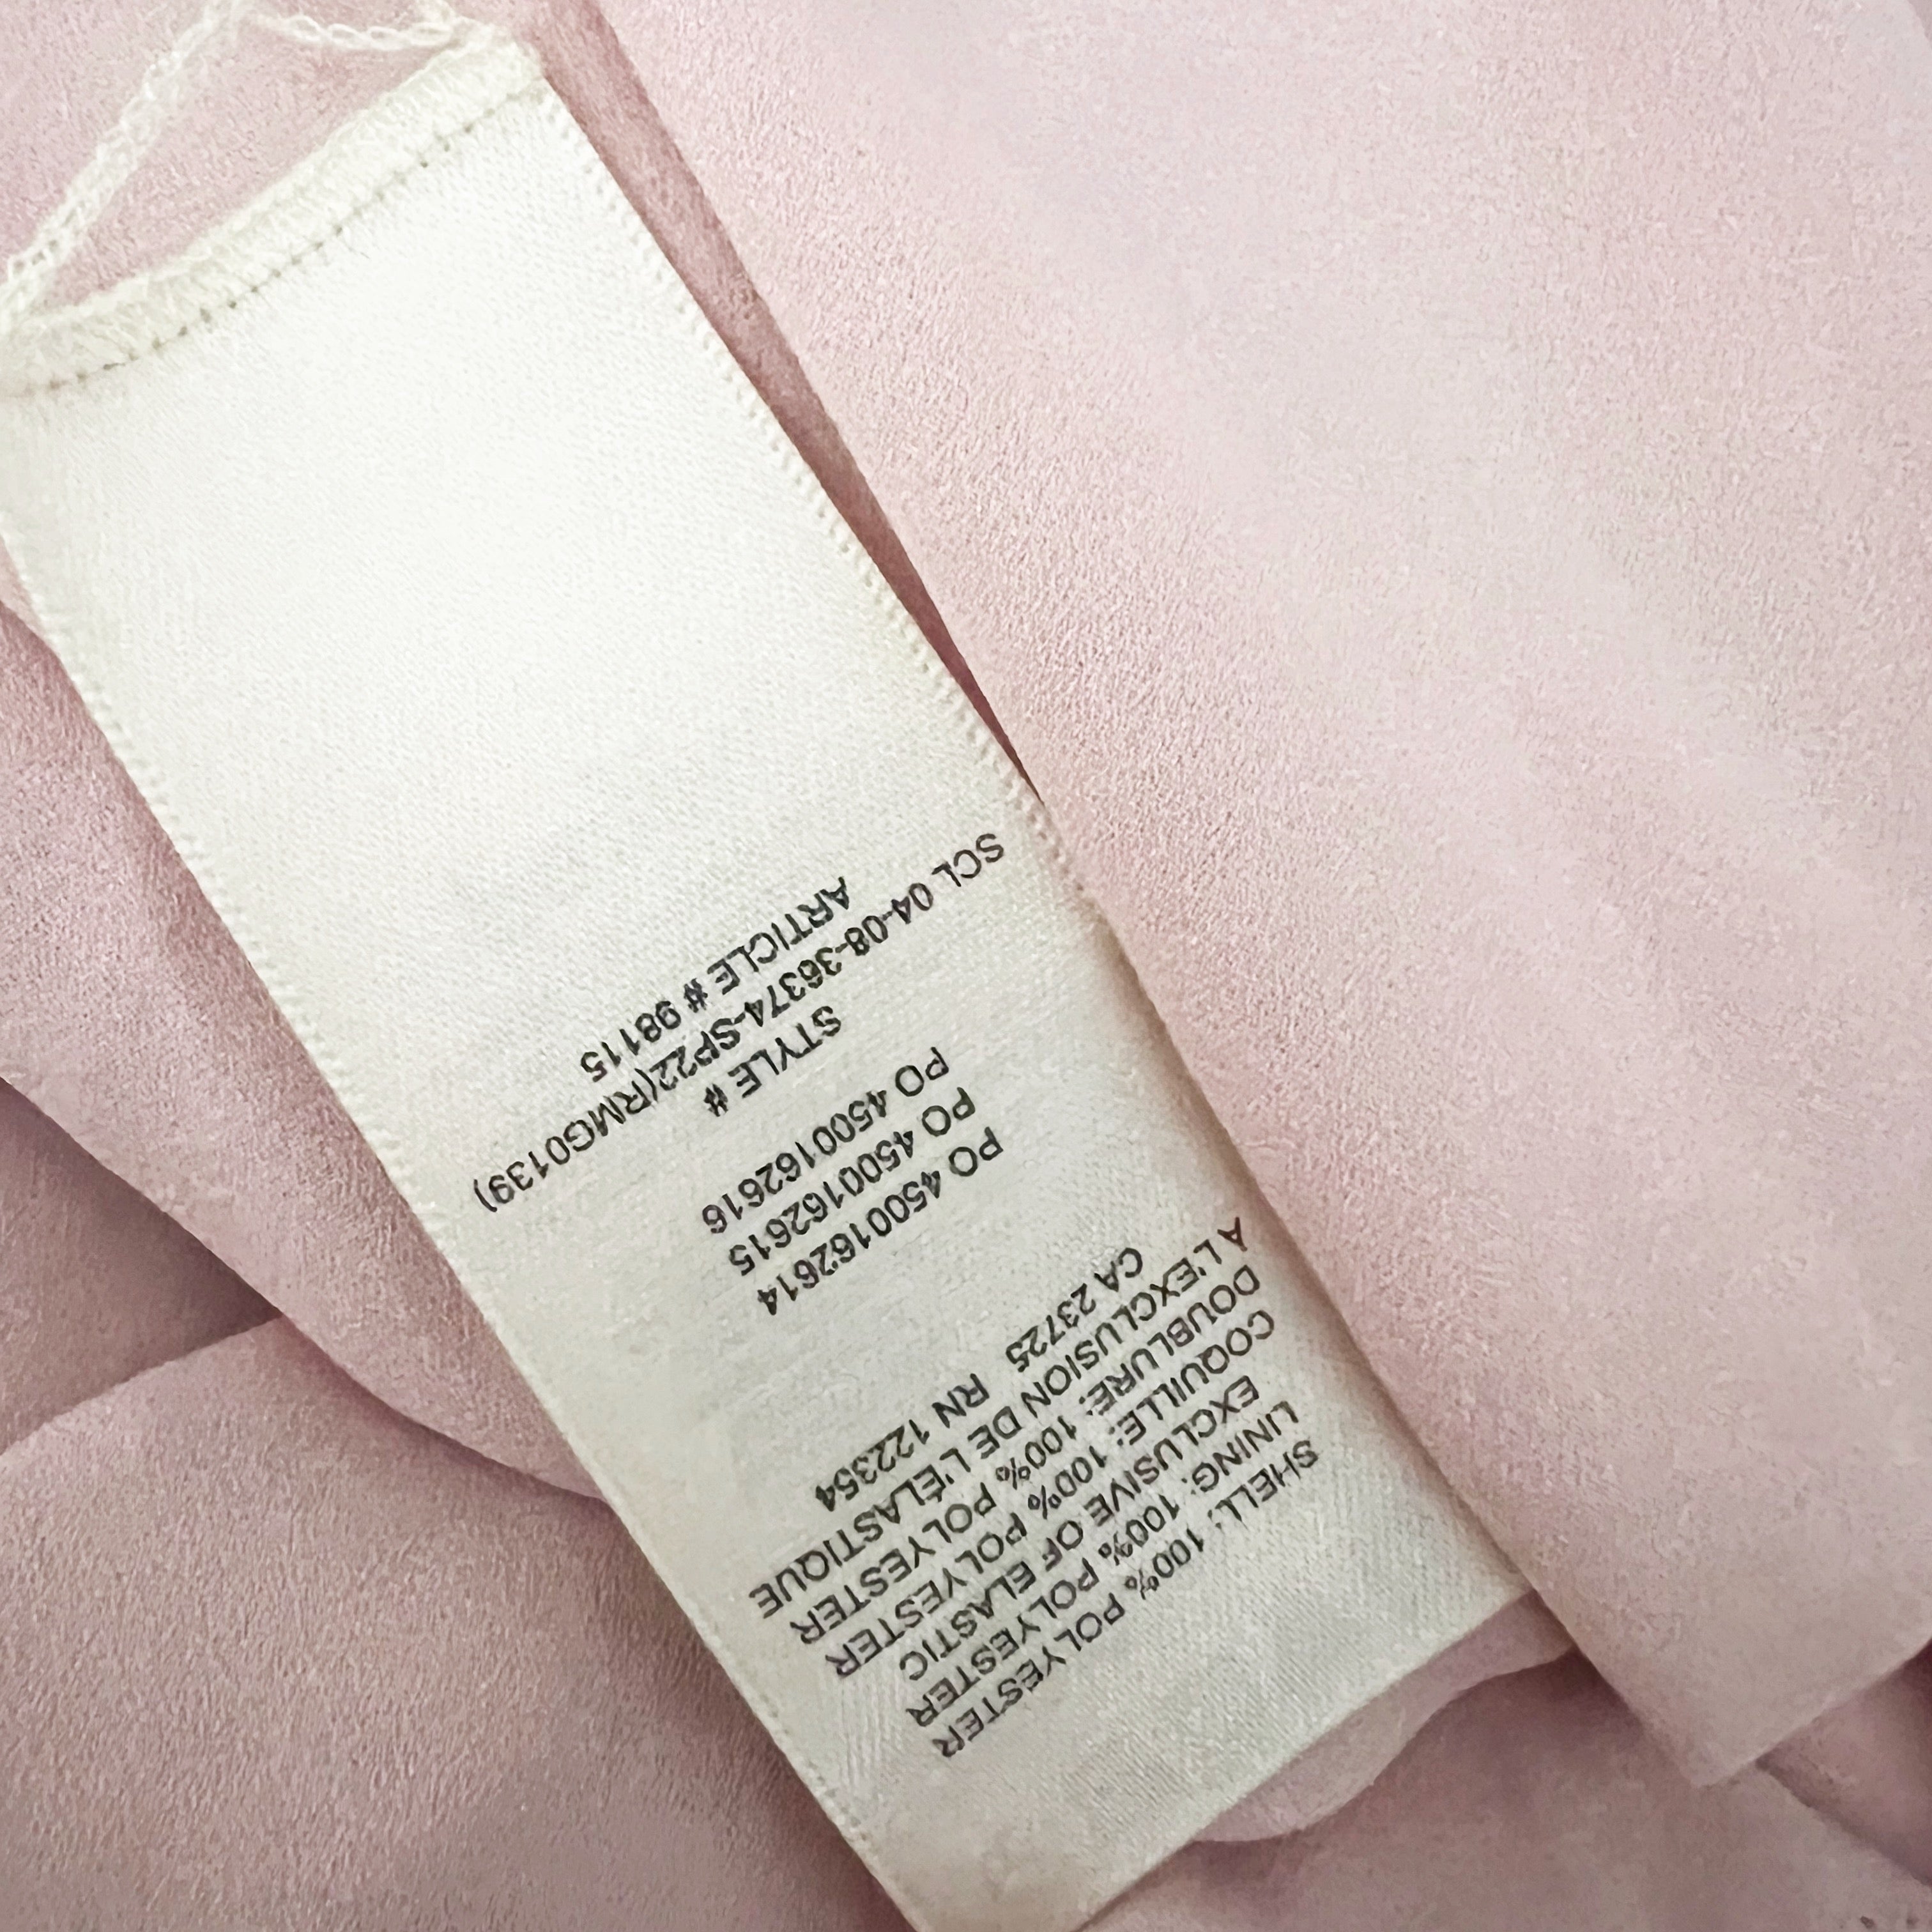 SHELL: 100% POLYESTER
LINING: 100% POLYESTER
EXCLUSIVE OF ELASTIC
COQUILLE: 100% POLYESTER
DOUBLURE: 100% POLYESTER
A L'EXCLUSION DE L'ÉLASTIQUE
CA 23725 RN 122354
PO 4500162614
PO 4500162615
PO 4500162616
STYLE #
SCL 04-08-36374-SP22(RMG0139)
ARTICLE # 98115